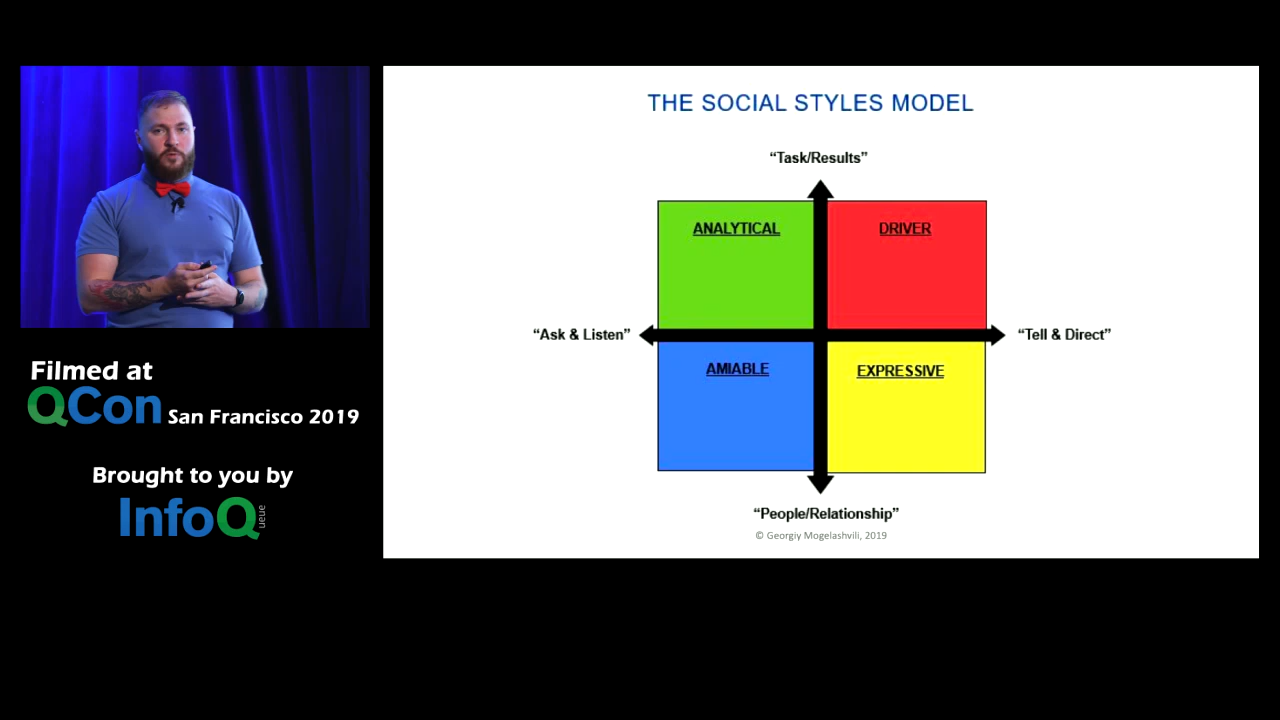 THE SOCIAL STYLES MODEL
“Task/Results”
ANALYTICAL
DRIVER
“Ask & Listen”
“Tell & Direct”
AMIABLE
EXPRESSIVE
“People/Relationship”
© Georgiy Mogelashvili, 2019
Filmed at
QCon San Francisco 2019
Brought to you by
InfoQueue